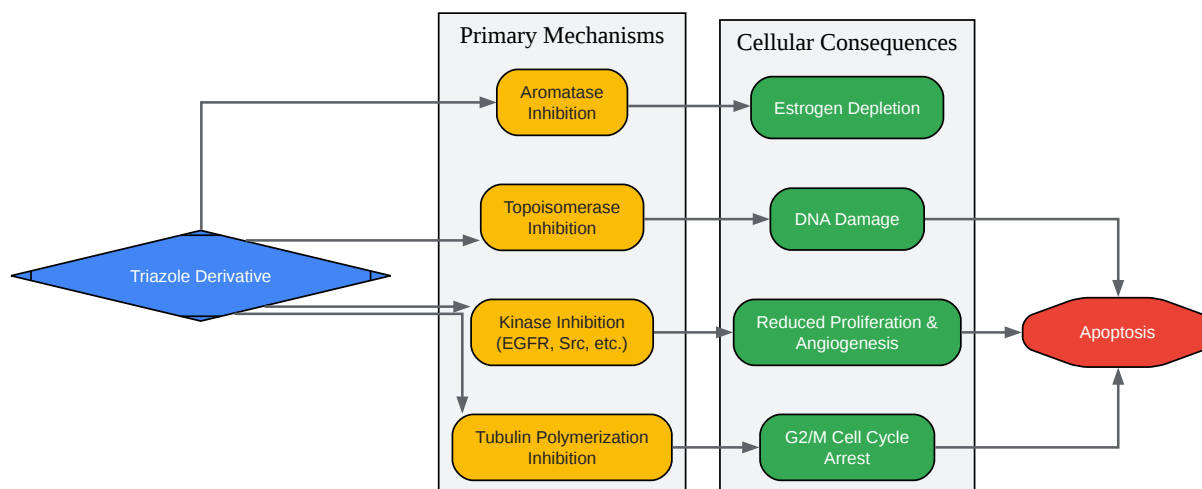 Primary Mechanisms
Cellular Consequences
Aromatase
Inhibition
Estrogen Depletion
Topoisomerase
Inhibition
DNA Damage
Triazole Derivative
Kinase Inhibition
(EGFR, Src, etc.)
Reduced Proliferation &
Angiogenesis
Apoptosis
Tubulin Polymerization
Inhibition
G2/M Cell Cycle
Arrest